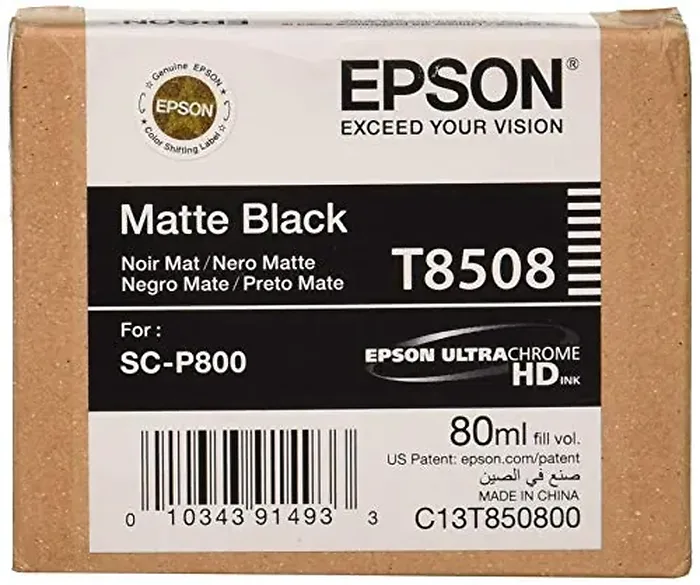 ☆ Genuine EPSON ☆
EPSON
Color Shifting Label
EPSON®
EXCEED YOUR VISION
Matte Black
Noir Mat / Nero Matte
Negro Mate / Preto Mate
T8508
For :
SC-P800
EPSON ULTRACHROME
HD INK
80ml fill vol.
US Patent: epson.com/patent
صنع في الصين
MADE IN CHINA
C13T850800
0 10343 91493 3